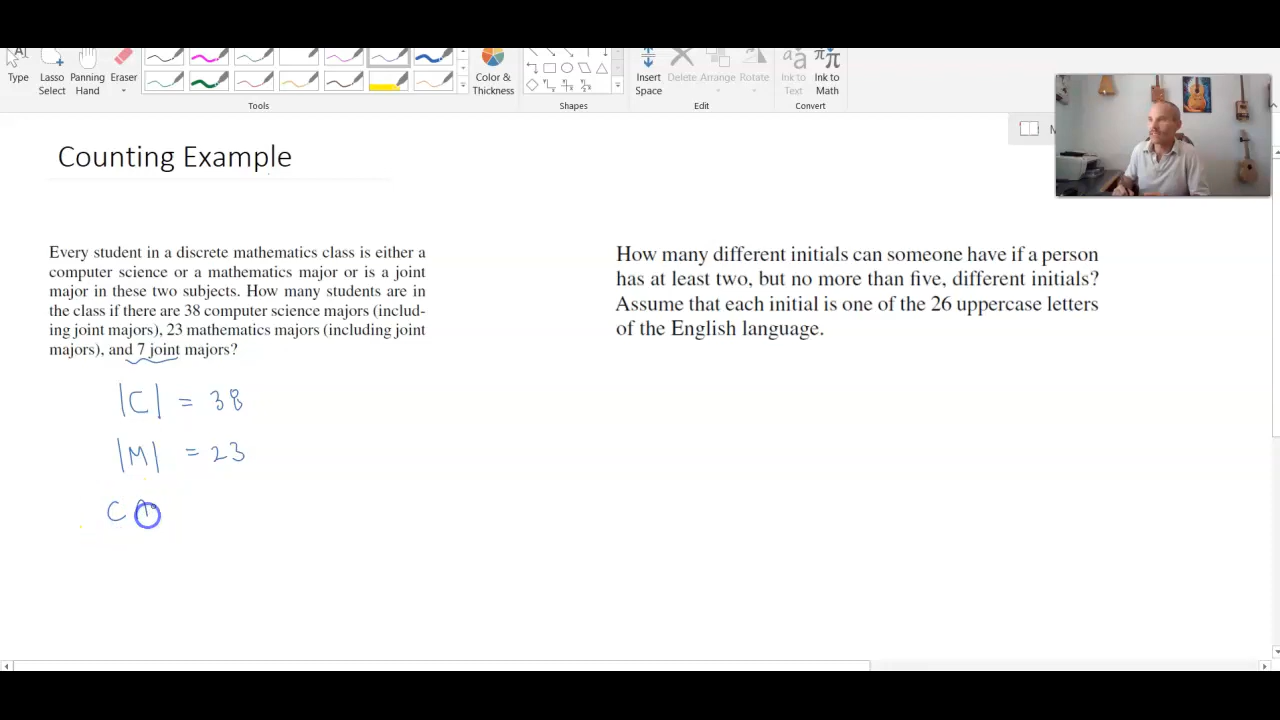 Type
Lasso
Select
Panning
Hand
Eraser
Color &
Thickness
Insert
Space
Delete
Arrange
Rotate
Ink to
Text
Ink to
Math
Tools
Shapes
Edit
Convert
Counting Example
Every student in a discrete mathematics class is either a
computer science or a mathematics major or is a joint
major in these two subjects. How many students are in
the class if there are 38 computer science majors (includ-
ing joint majors), 23 mathematics majors (including joint
majors), and 7 joint majors?
|C| = 38
|M| = 23
C ∩
How many different initials can someone have if a person
has at least two, but no more than five, different initials?
Assume that each initial is one of the 26 uppercase letters
of the English language.